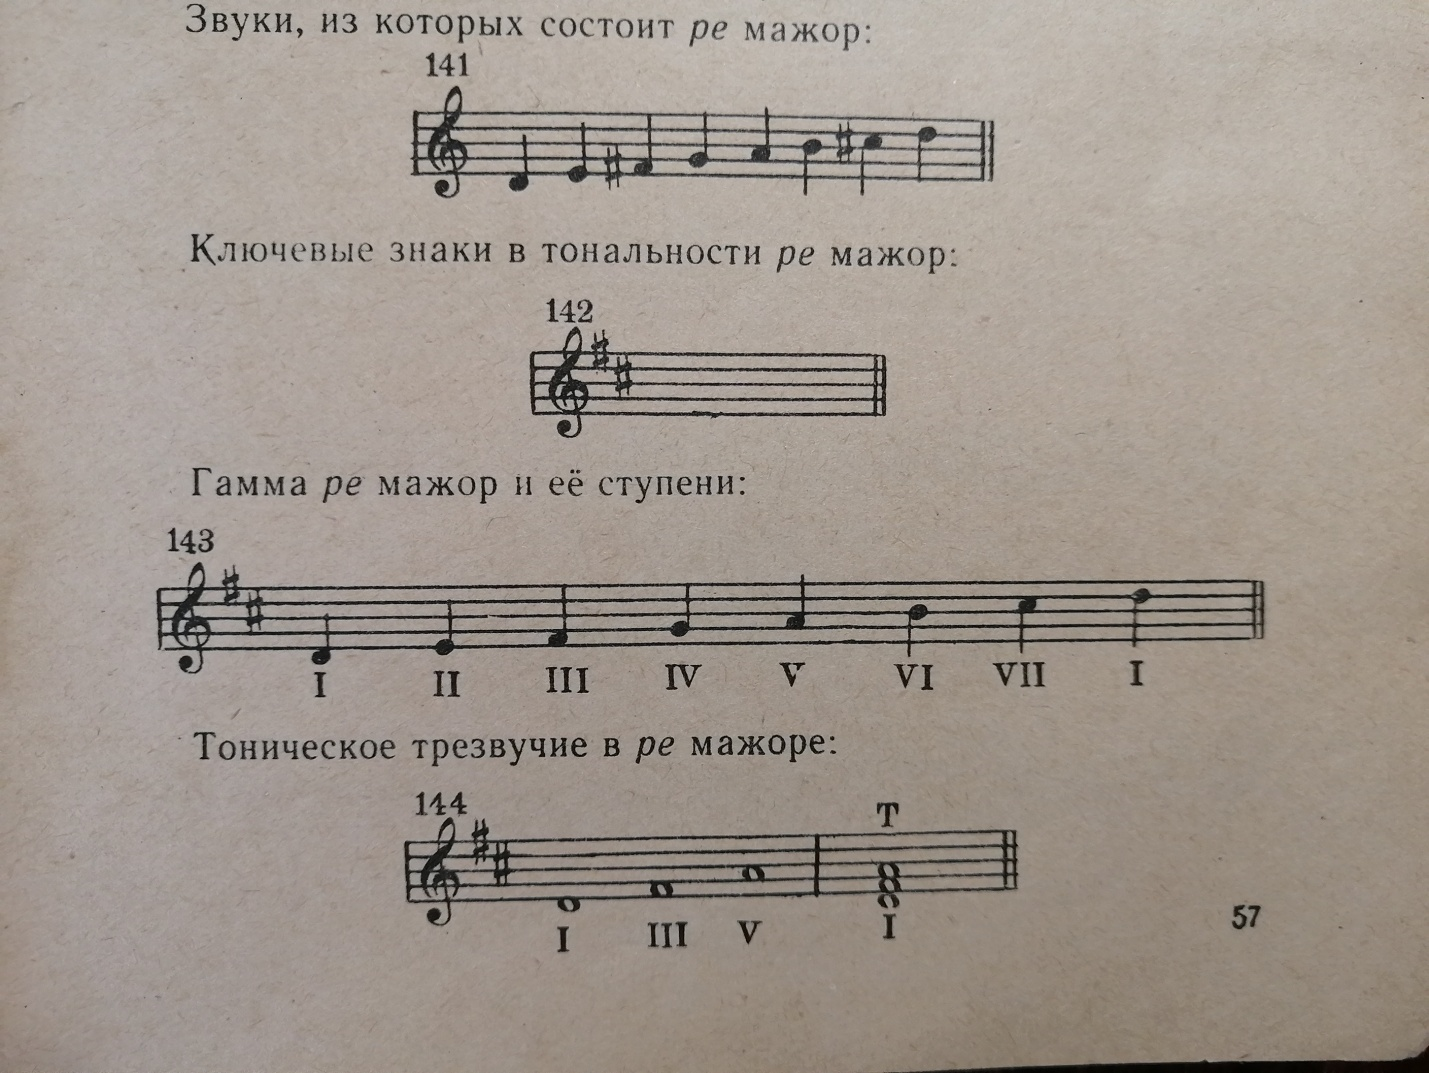 Звуки, из которых состоит ре мажор:
141
Ключевые знаки в тональности ре мажор:
142
Гамма ре мажор и её ступени:
143
I II III IV V VI VII I
Тоническое трезвучие в ре мажоре:
144
T
I III V I
57